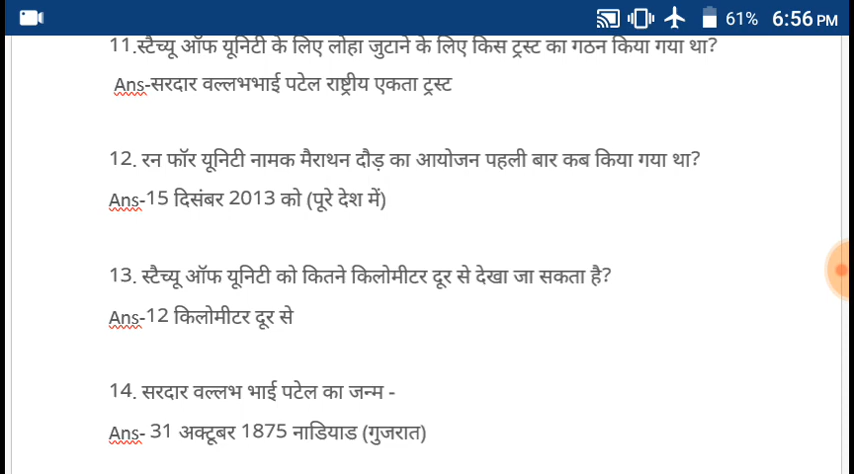 61% 6:56 PM
11.स्टैच्यू ऑफ यूनिटी के लिए लोहा जुटाने के लिए किस ट्रस्ट का गठन किया गया था?
Ans-सरदार वल्लभभाई पटेल राष्ट्रीय एकता ट्रस्ट
12. रन फॉर यूनिटी नामक मैराथन दौड़ का आयोजन पहली बार कब किया गया था?
Ans-15 दिसंबर 2013 को (पूरे देश में)
13. स्टैच्यू ऑफ यूनिटी को कितने किलोमीटर दूर से देखा जा सकता है?
Ans-12 किलोमीटर दूर से
14. सरदार वल्लभ भाई पटेल का जन्म -
Ans- 31 अक्टूबर 1875 नाडियाड (गुजरात)